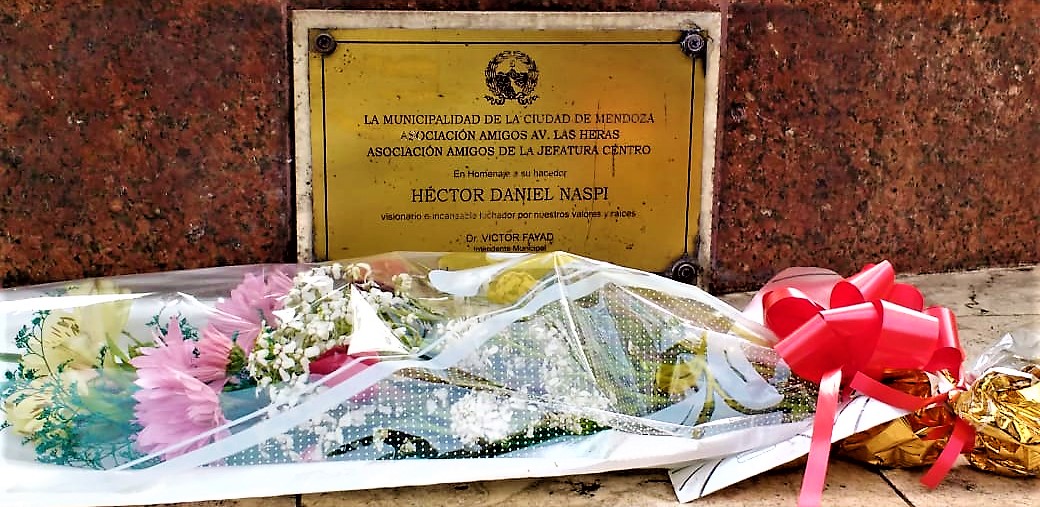 LA MUNICIPALIDAD DE LA CIUDAD DE MENDOZA
ASOCIACIÓN AMIGOS AV. LAS HERAS
ASOCIACIÓN AMIGOS DE LA JEFATURA CENTRO
En Homenaje a su hacedor
HÉCTOR DANIEL NASPI
visionario e incansable luchador por nuestros valores y raíces
Dr. VICTOR FAYAD
Intendente Municipal